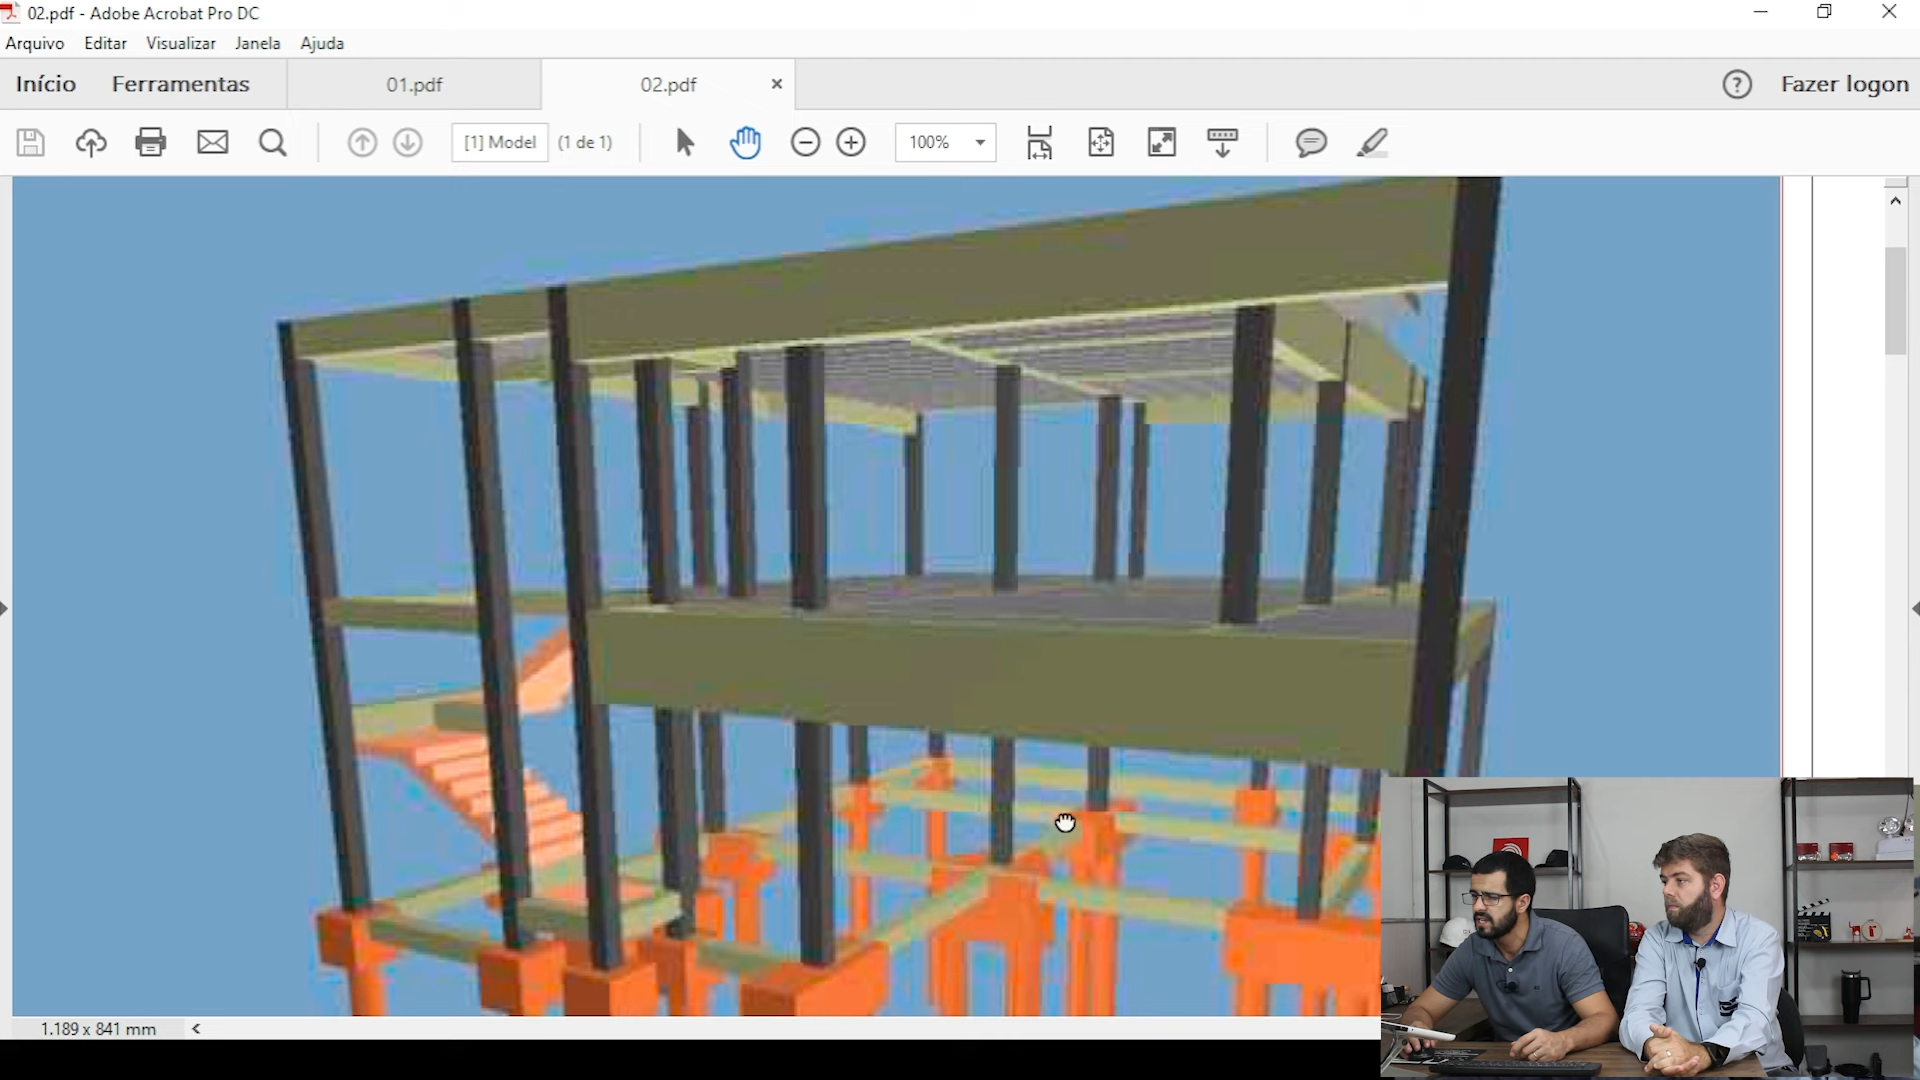 02.pdf - Adobe Acrobat Pro DC
Arquivo Editar Visualizar Janela Ajuda
Início Ferramentas 01.pdf 02.pdf Fazer logon
[1] Model (1 de 1) 100%
1.189 x 841 mm